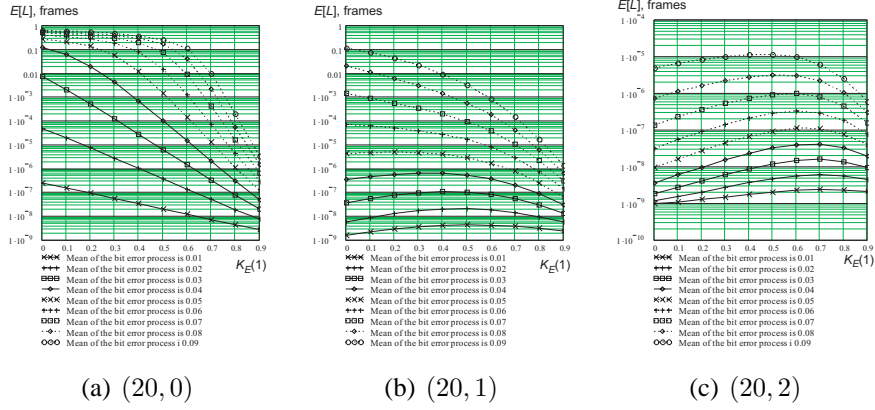 E[L], frames
1
0.1
0.01
1·10⁻³
1·10⁻⁴
1·10⁻⁵
1·10⁻⁶
1·10⁻⁷
1·10⁻⁸
1·10⁻⁹
0 0.1 0.2 0.3 0.4 0.5 0.6 0.7 0.8 0.9
K_E(1)
Mean of the bit error process is 0.01
Mean of the bit error process is 0.02
Mean of the bit error process is 0.03
Mean of the bit error process is 0.04
Mean of the bit error process is 0.05
Mean of the bit error process is 0.06
Mean of the bit error process is 0.07
Mean of the bit error process is 0.08
Mean of the bit error process i 0.09
(a) (20, 0)
E[L], frames
1
0.1
0.01
1·10⁻³
1·10⁻⁴
1·10⁻⁵
1·10⁻⁶
1·10⁻⁷
1·10⁻⁸
1·10⁻⁹
0 0.1 0.2 0.3 0.4 0.5 0.6 0.7 0.8 0.9
K_E(1)
Mean of the bit error process is 0.01
Mean of the bit error process is 0.02
Mean of the bit error process is 0.03
Mean of the bit error process is 0.04
Mean of the bit error process is 0.05
Mean of the bit error process is 0.06
Mean of the bit error process is 0.07
Mean of the bit error process is 0.08
Mean of the bit error process is 0.09
(b) (20, 1)
E[L], frames
1·10⁻⁴
1·10⁻⁵
1·10⁻⁶
1·10⁻⁷
1·10⁻⁸
1·10⁻⁹
1·10⁻¹⁰
0 0.1 0.2 0.3 0.4 0.5 0.6 0.7 0.8 0.9
K_E(1)
Mean of the bit error process is 0.01
Mean of the bit error process is 0.02
Mean of the bit error process is 0.03
Mean of the bit error process is 0.04
Mean of the bit error process is 0.05
Mean of the bit error process is 0.06
Mean of the bit error process is 0.07
Mean of the bit error process is 0.08
Mean of the bit error process i 0.09
(c) (20, 2)